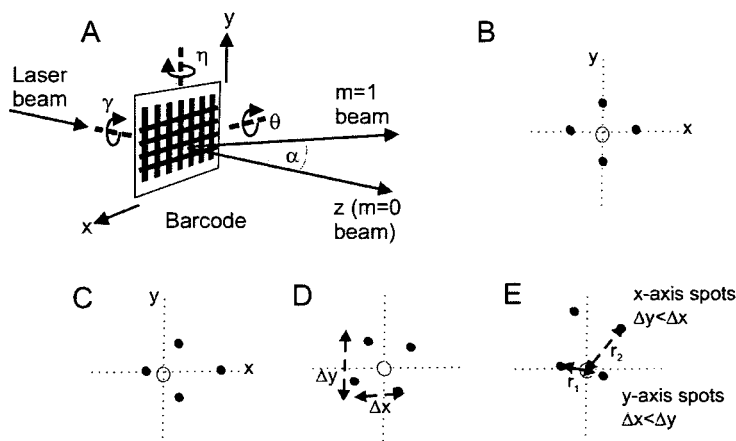 A
y
η
Laser
beam
γ
m=1
beam
θ
α
x
Barcode
z (m=0
beam)
B
y
x
C
y
x
D
Δy
Δx
E
x-axis spots
Δy<Δx
r2
r1
y-axis spots
Δx<Δy